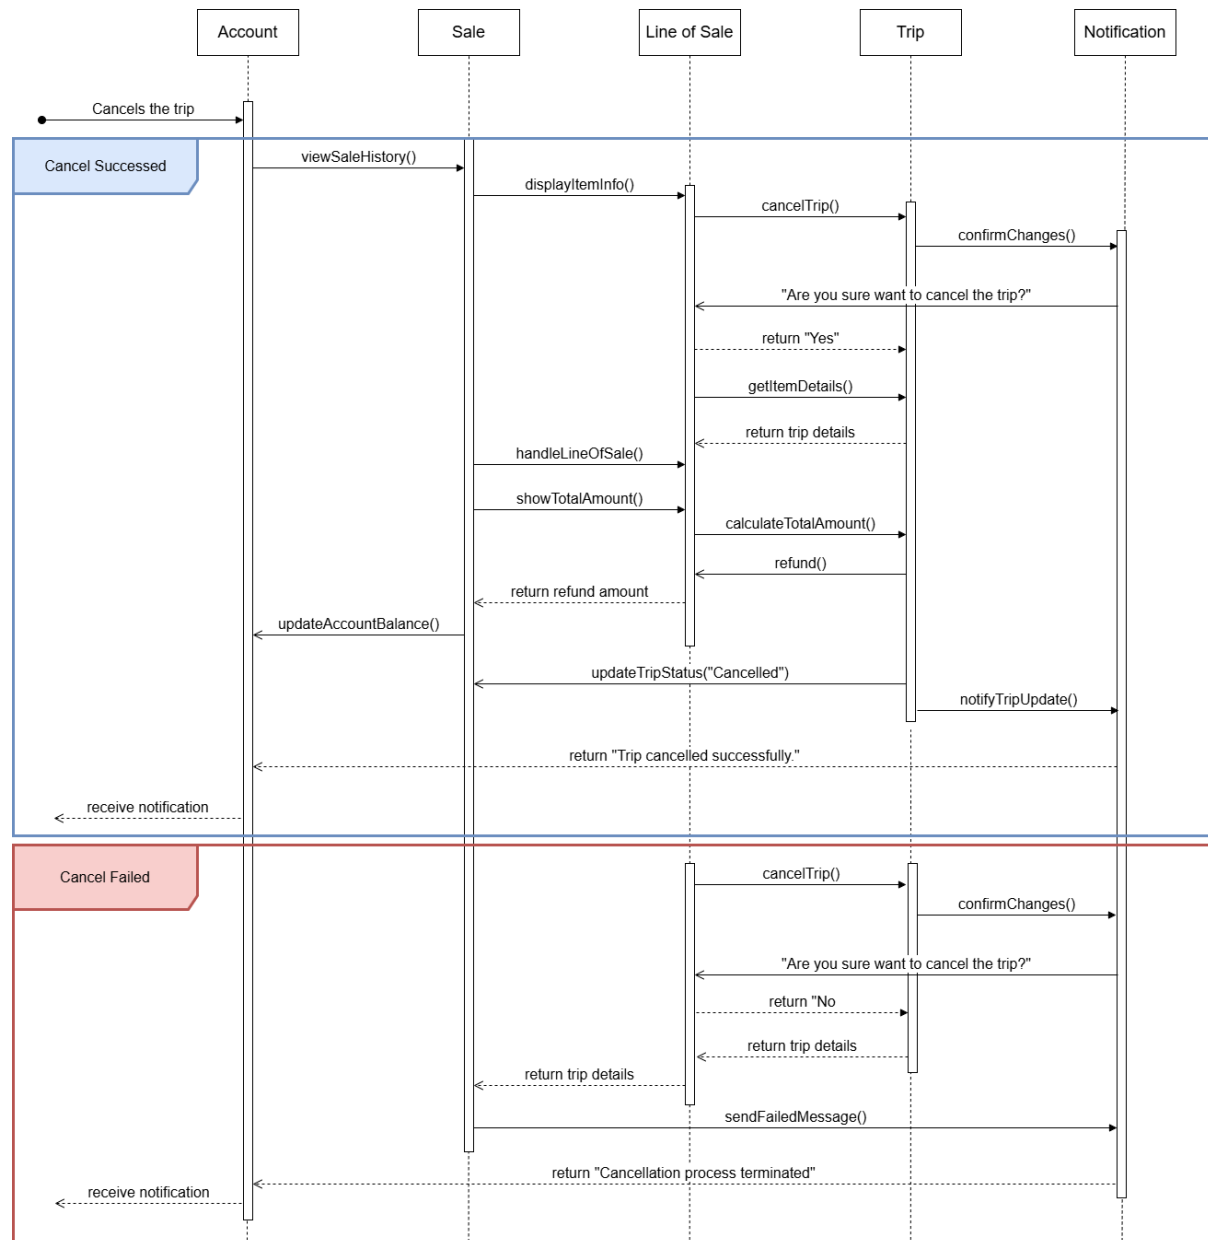 Account
Sale
Line of Sale
Trip
Notification
Cancels the trip
Cancel Successed
viewSaleHistory()
displayItemInfo()
cancelTrip()
confirmChanges()
"Are you sure want to cancel the trip?"
return "Yes"
getItemDetails()
return trip details
handleLineOfSale()
showTotalAmount()
calculateTotalAmount()
refund()
return refund amount
updateAccountBalance()
updateTripStatus("Cancelled")
notifyTripUpdate()
return "Trip cancelled successfully."
receive notification
Cancel Failed
cancelTrip()
confirmChanges()
"Are you sure want to cancel the trip?"
return "No
return trip details
return trip details
sendFailedMessage()
return "Cancellation process terminated"
receive notification